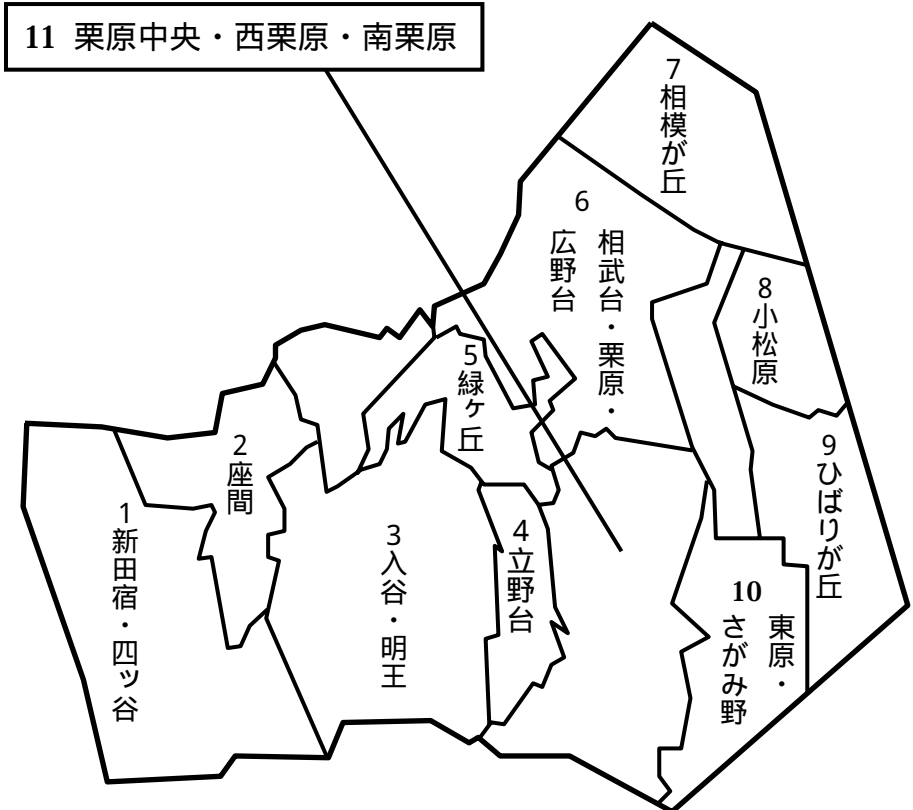 11 栗原中央・西栗原・南栗原
7
相模が丘
6
相武台・栗原・
広野台
8
小松原
5
緑ヶ丘
2
座間
9
ひばりが丘
1
新田宿・四ッ谷
3
入谷・明王
4
立野台
10
東原・
さがみ野